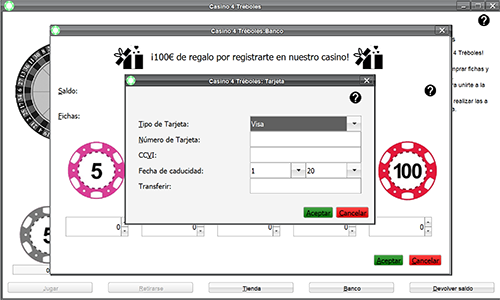 Casino 4 Tréboles
Casino 4 Tréboles:Banco
¡100€ de regalo por registrarte en nuestro casino!
4 Tréboles!
Casino 4 Tréboles: Tarjeta
mprar fichas y
Saldo:
ra unirte a la
realizar las a
Fichas:
Tipo de Tarjeta:
Visa
Número de Tarjeta:
CCVI:
Fecha de caducidad:
1
20
Transferir:
5
100
Aceptar
Cancelar
5
0
0
0
0
0
Aceptar
Cancelar
0
Jugar
Retirarse
Tienda
Banco
Devolver saldo